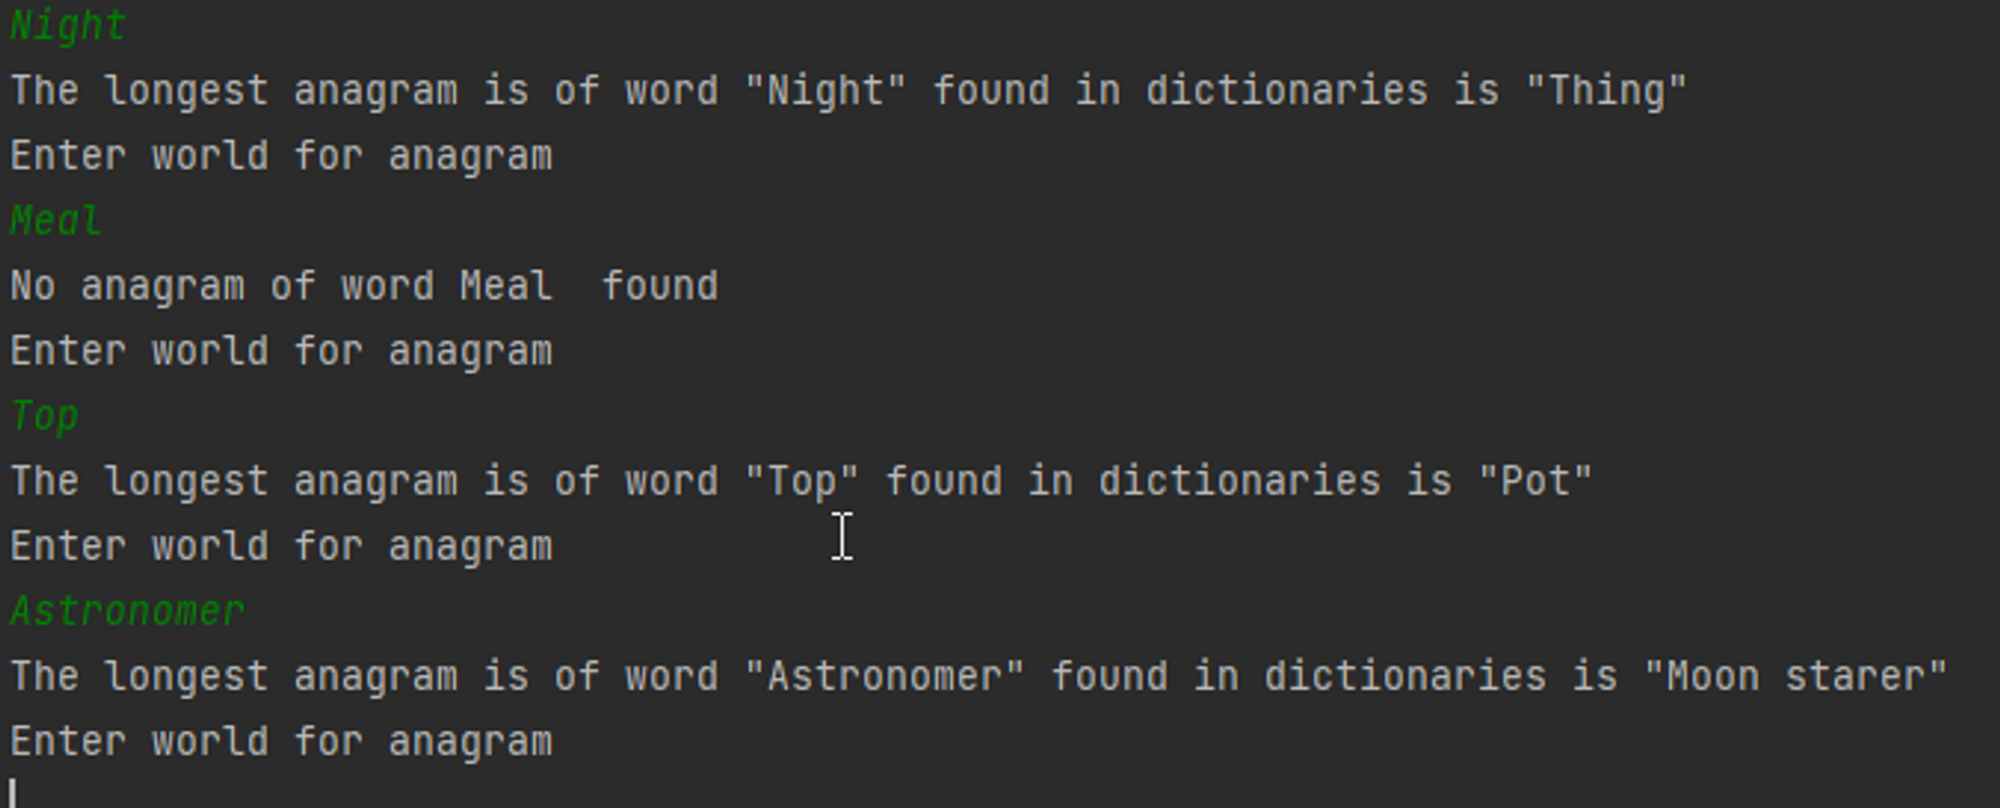 Night
The longest anagram is of word "Night" found in dictionaries is "Thing"
Enter world for anagram
Meal
No anagram of word Meal  found
Enter world for anagram
Top
The longest anagram is of word "Top" found in dictionaries is "Pot"
Enter world for anagram
Astronomer
The longest anagram is of word "Astronomer" found in dictionaries is "Moon starer"
Enter world for anagram